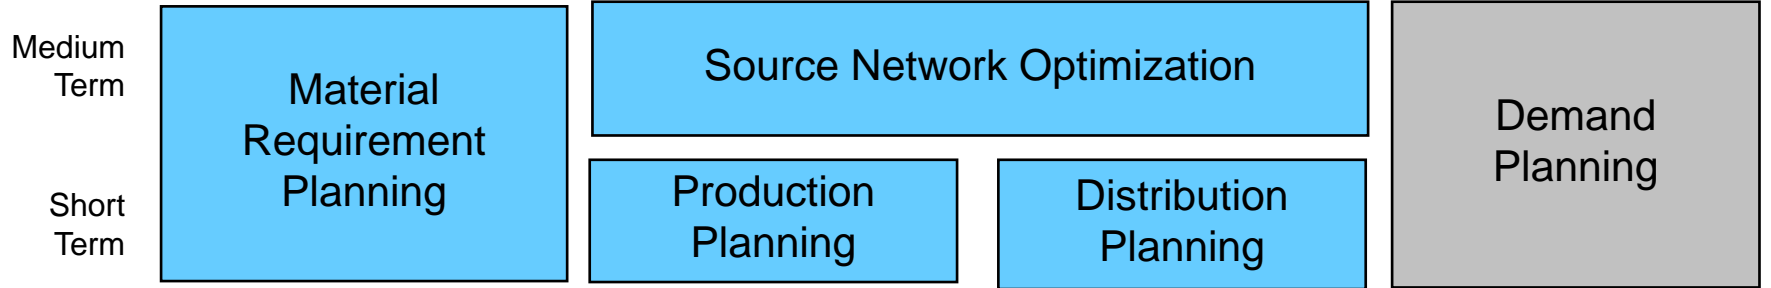 Medium
Term
Short
Term
Material
Requirement
Planning
Source Network Optimization
Production
Planning
Distribution
Planning
Demand
Planning